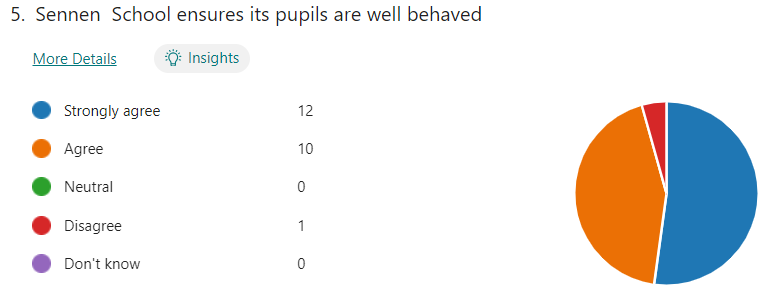 5. Sennen School ensures its pupils are well behaved
More Details Insights
Strongly agree 12
Agree 10
Neutral 0
Disagree 1
Don't know 0